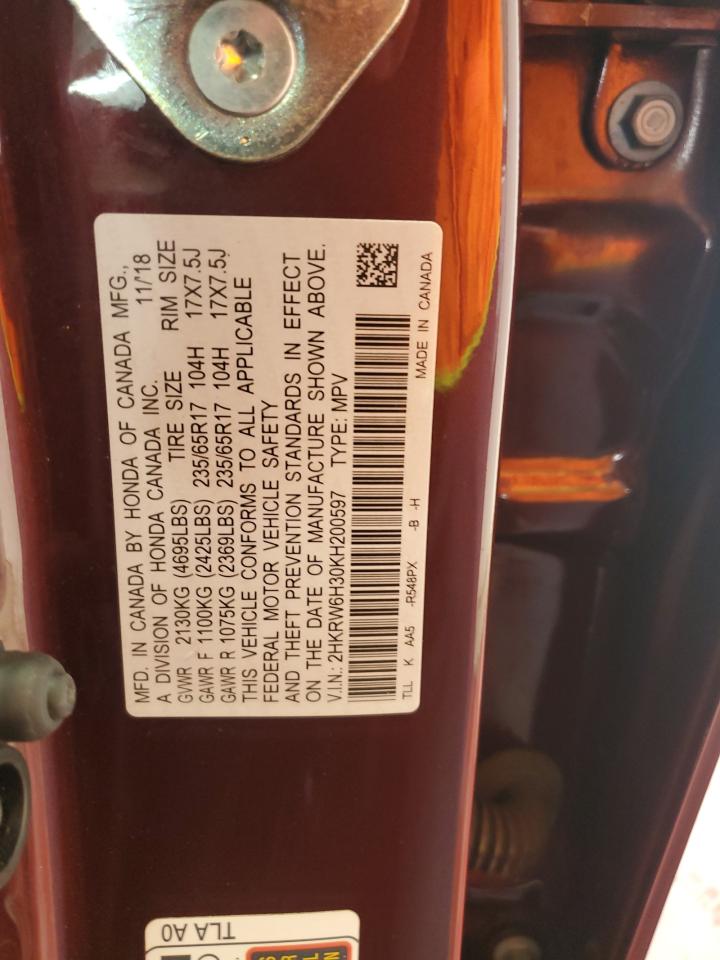 MFD. IN CANADA BY HONDA OF CANADA MFG.,
A DIVISION OF HONDA CANADA INC. 11/18
GVWR 2130KG (4695LBS) TIRE SIZE RIM SIZE
GAWR F 1100KG (2425LBS) 235/65R17 104H 17X7.5J
GAWR R 1075KG (2369LBS) 235/65R17 104H 17X7.5J
THIS VEHICLE CONFORMS TO ALL APPLICABLE
FEDERAL MOTOR VEHICLE SAFETY
AND THEFT PREVENTION STANDARDS IN EFFECT
ON THE DATE OF MANUFACTURE SHOWN ABOVE.
V.I.N.: 2HKRW6H30KH200597 TYPE: MPV
TLL K AA5 -R548PX -B -H MADE IN CANADA
TLA A0